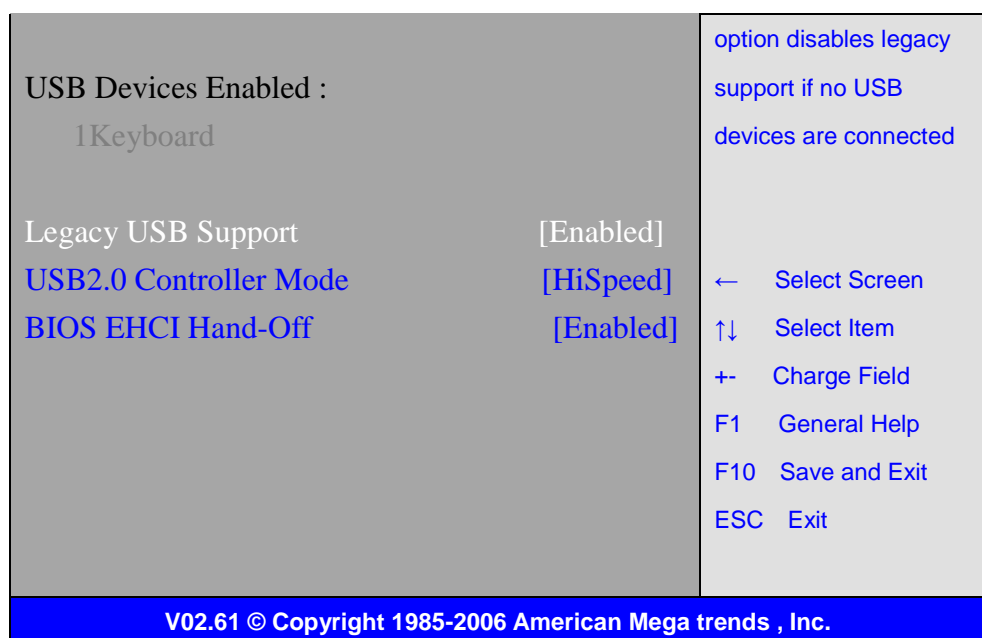 USB Devices Enabled :
1Keyboard
Legacy USB Support [Enabled]
USB2.0 Controller Mode [HiSpeed]
BIOS EHCI Hand-Off [Enabled]
option disables legacy
support if no USB
devices are connected
← Select Screen
↑↓ Select Item
+- Charge Field
F1 General Help
F10 Save and Exit
ESC Exit
V02.61 © Copyright 1985-2006 American Mega trends , Inc.